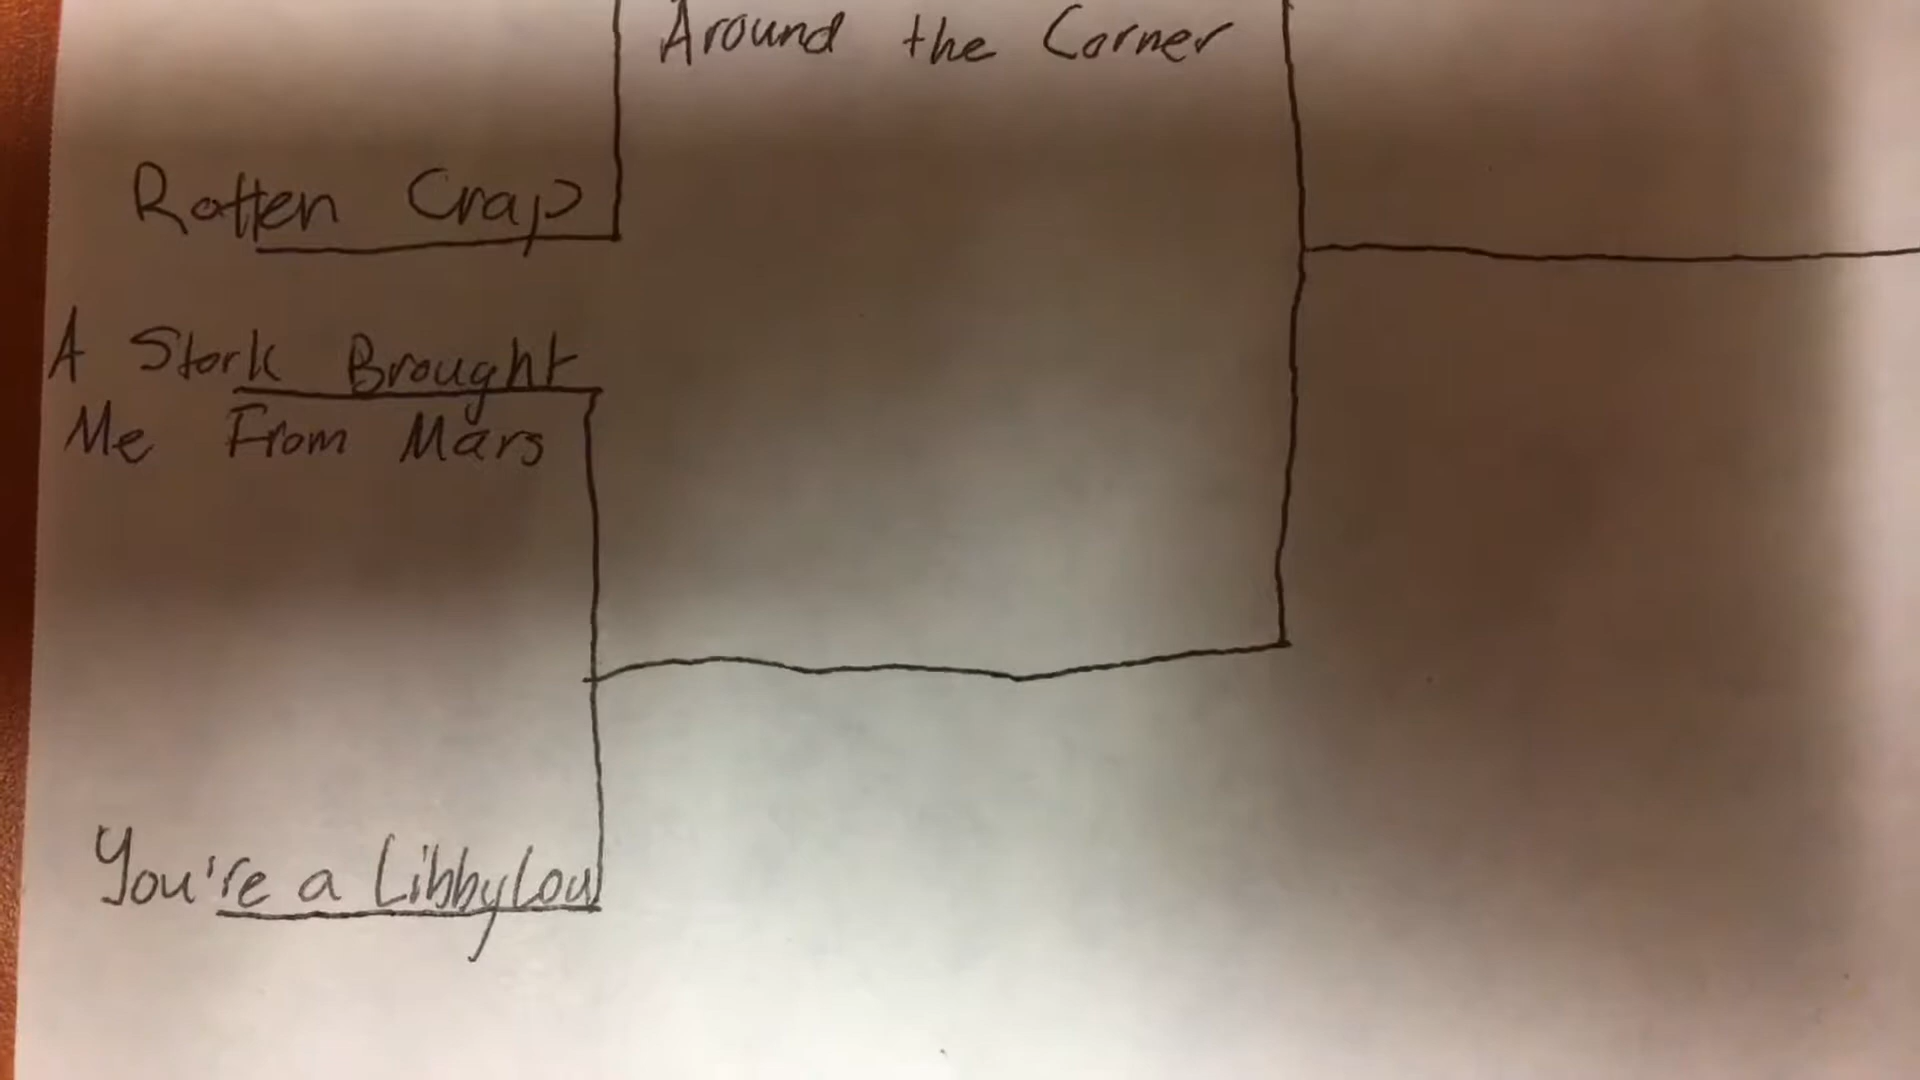 Around the Corner
Rotten Crap
A Stork Brought
Me From Mars
You're a LibbyLou